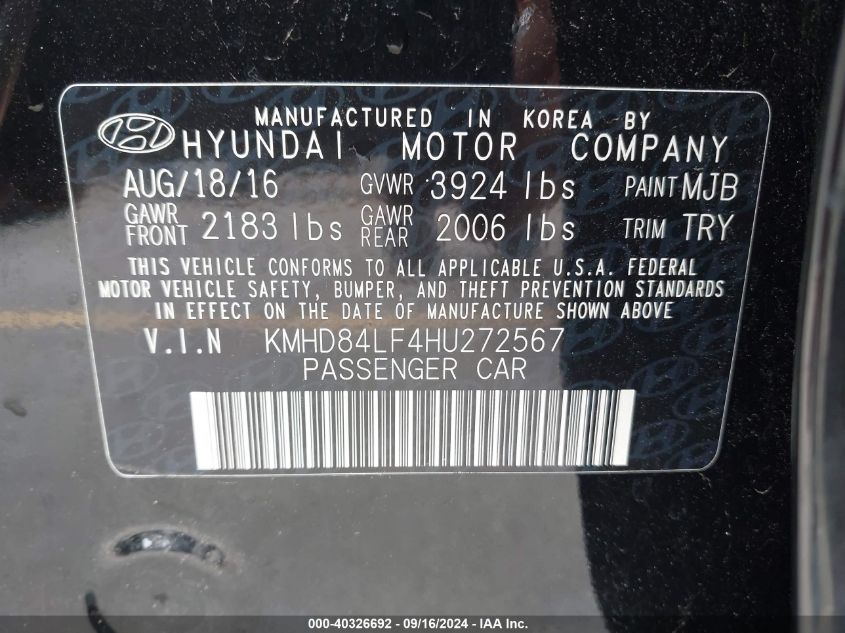 MANUFACTURED IN KOREA BY
HYUNDAI MOTOR COMPANY
AUG/18/16 GVWR 3924 lbs PAINT MJB
GAWR FRONT 2183 lbs GAWR REAR 2006 lbs TRIM TRY
THIS VEHICLE CONFORMS TO ALL APPLICABLE U.S.A. FEDERAL
MOTOR VEHICLE SAFETY, BUMPER, AND THEFT PREVENTION STANDARDS
IN EFFECT ON THE DATE OF MANUFACTURE SHOWN ABOVE
V.I.N KMHD84LF4HU272567
PASSENGER CAR
000-40326692 - 09/16/2024 - IAA Inc.